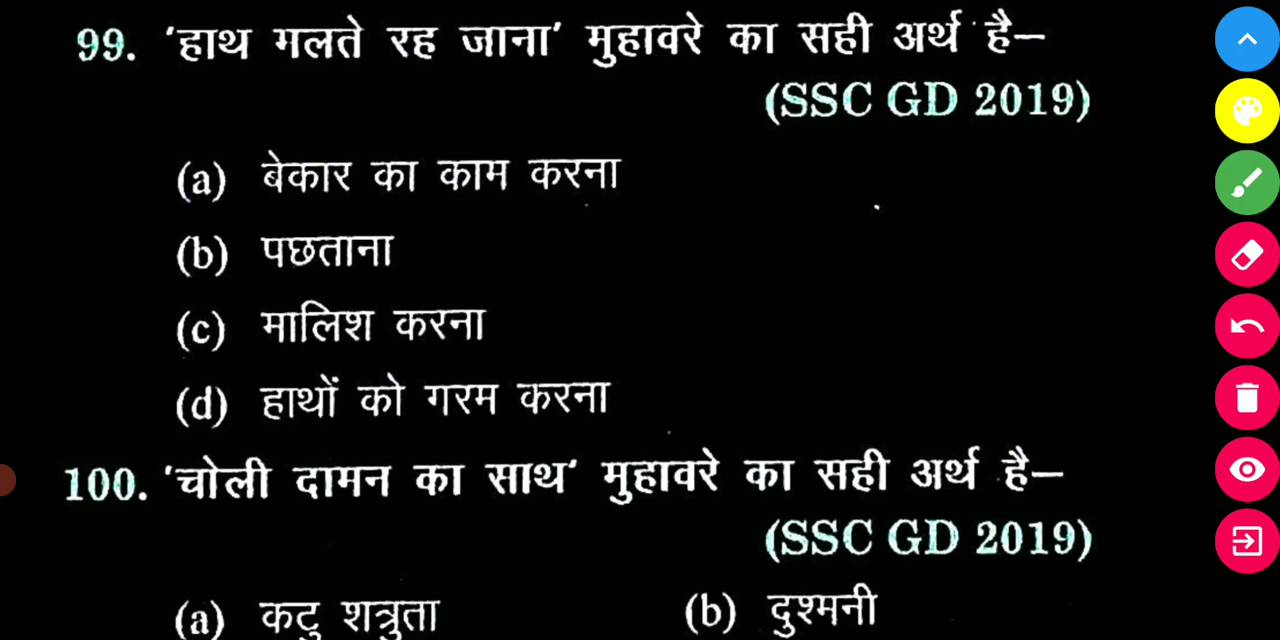 99. 'हाथ मलते रह जाना' मुहावरे का सही अर्थ है—
(SSC GD 2019)
(a) बेकार का काम करना
(b) पछताना
(c) मालिश करना
(d) हाथों को गरम करना
100. 'चोली दामन का साथ' मुहावरे का सही अर्थ है—
(SSC GD 2019)
(a) कटु शत्रुता (b) दुश्मनी